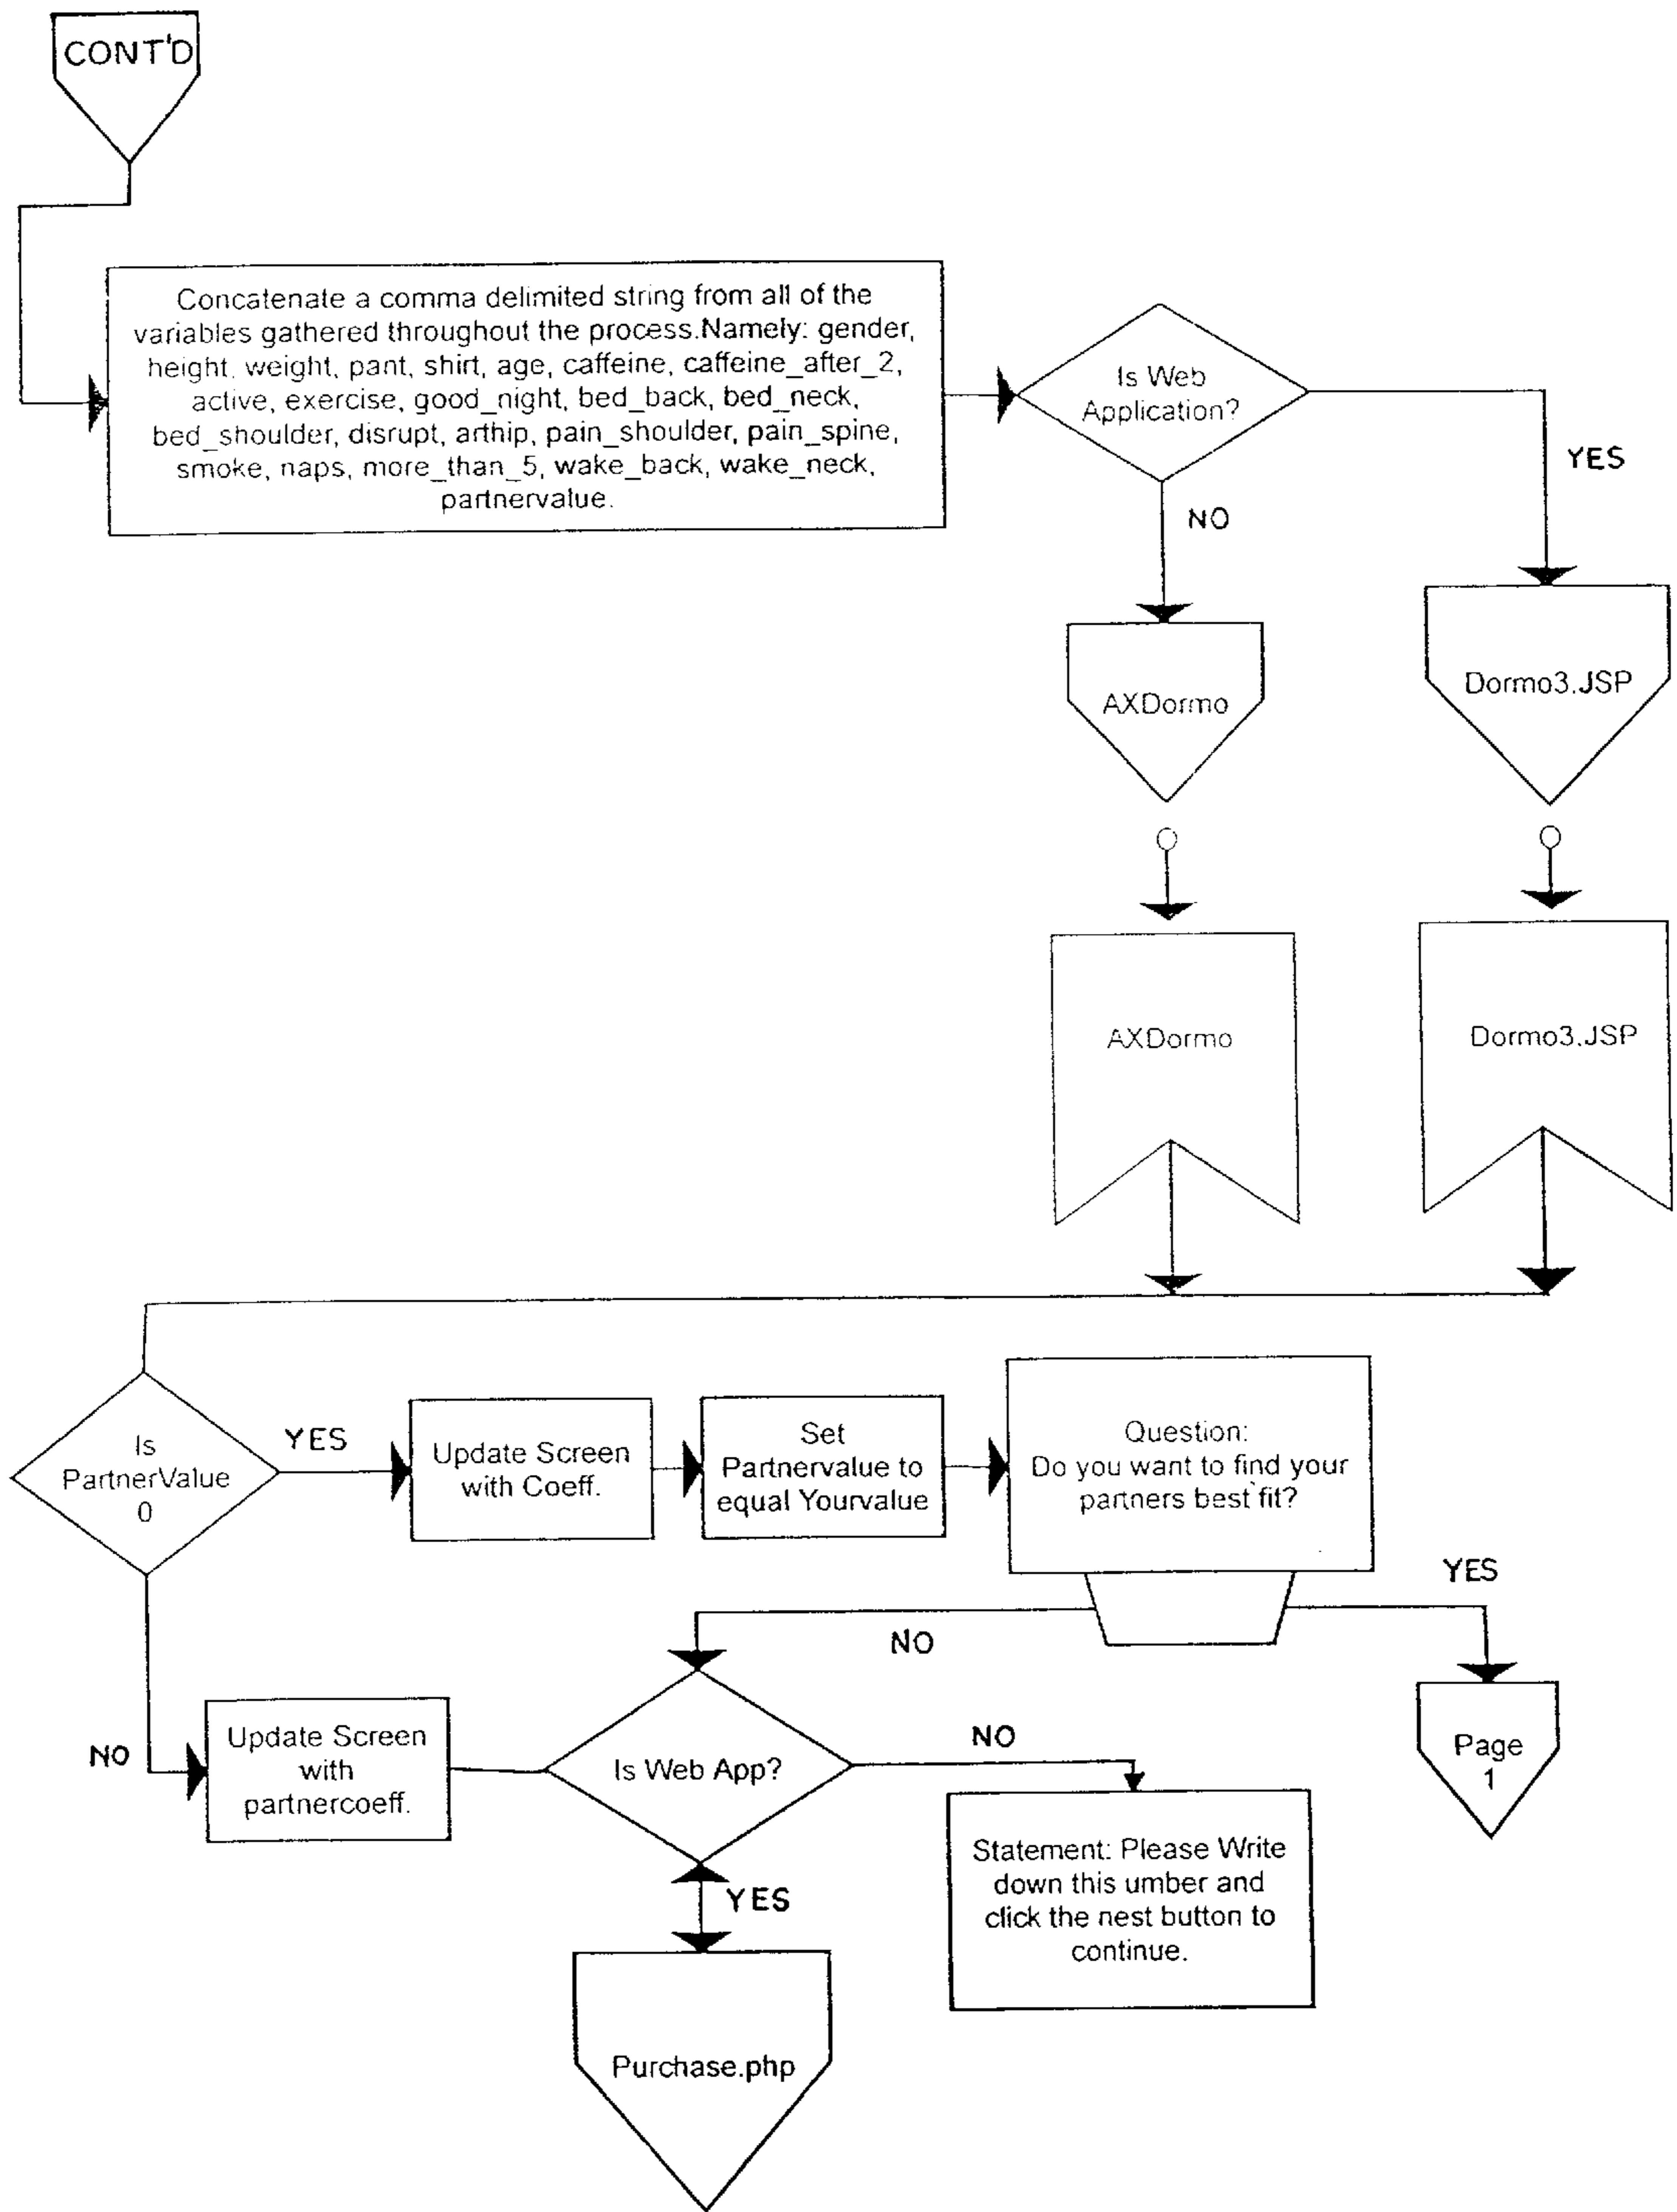 CONT'D
Concatenate a comma delimited string from all of the
variables gathered throughout the process.Namely: gender,
height, weight, pant, shirt, age, caffeine, caffeine_after_2,
active, exercise, good_night, bed_back, bed_neck,
bed_shoulder, disrupt, arthip, pain_shoulder, pain_spine,
smoke, naps, more_than_5, wake_back, wake_neck,
partnervalue.
Is Web
Application?
YES
NO
AXDormo
Dormo3.JSP
AXDormo
Dormo3.JSP
Is
PartnerValue
0
YES
Update Screen
with Coeff.
Set
Partnervalue to
equal Yourvalue
Question:
Do you want to find your
partners best fit?
YES
NO
NO
Update Screen
with
partnercoeff.
Is Web App?
NO
Page
1
Statement: Please Write
down this umber and
click the nest button to
continue.
YES
Purchase.php